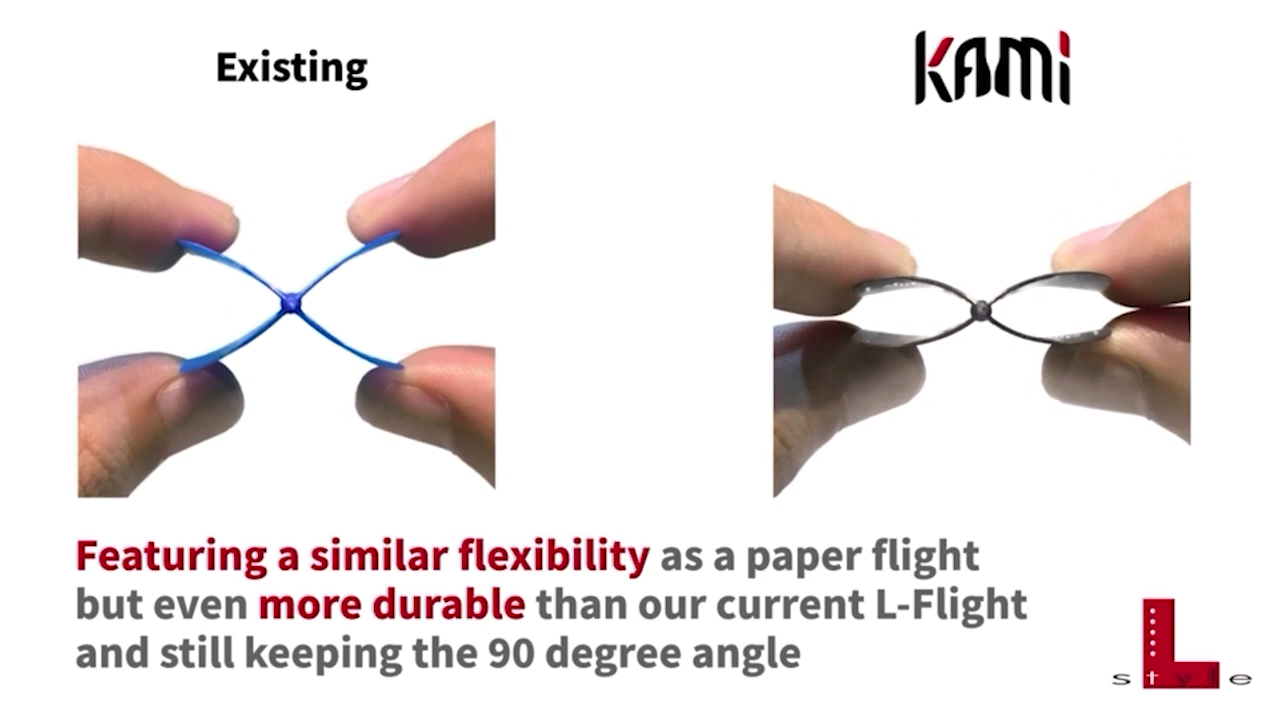 Existing
KAMi
Featuring a similar flexibility as a paper flight
but even more durable than our current L-Flight
and still keeping the 90 degree angle
L
style